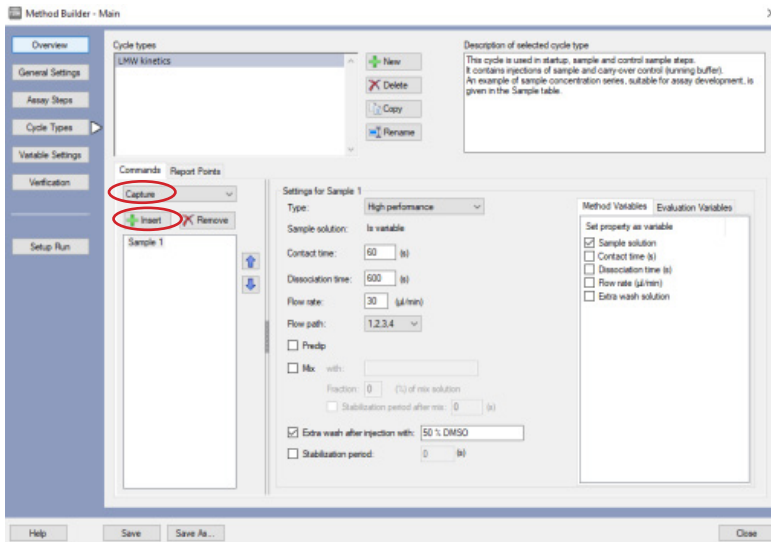 Method Builder - Main
Overview
General Settings
Assay Steps
Cycle Types
Variable Settings
Verification
Setup Run
Cycle types
LMW kinetics
New
Delete
Copy
Rename
Description of selected cycle type
This cycle is used in startup, sample and control sample steps.
It contains injections of sample and carry-over control (running buffer).
An example of sample concentration series, suitable for assay development, is
given in the Sample table.
Commands Report Points
Capture
Insert Remove
Sample 1
Settings for Sample 1
Type: High performance
Sample solution: Is variable
Contact time: 60 (s)
Dissociation time: 600 (s)
Flow rate: 30 (µl/min)
Flow path: 1,2,3,4
Predip
Mix with:
Fraction: 0 (%) of mix solution
Stabilization period after mix: 0 (s)
Extra wash after injection with: 50 % DMSO
Stabilization period: 0 (s)
Method Variables Evaluation Variables
Set property as variable
Sample solution
Contact time (s)
Dissociation time (s)
Flow rate (µl/min)
Extra wash solution
Help Save Save As... Close